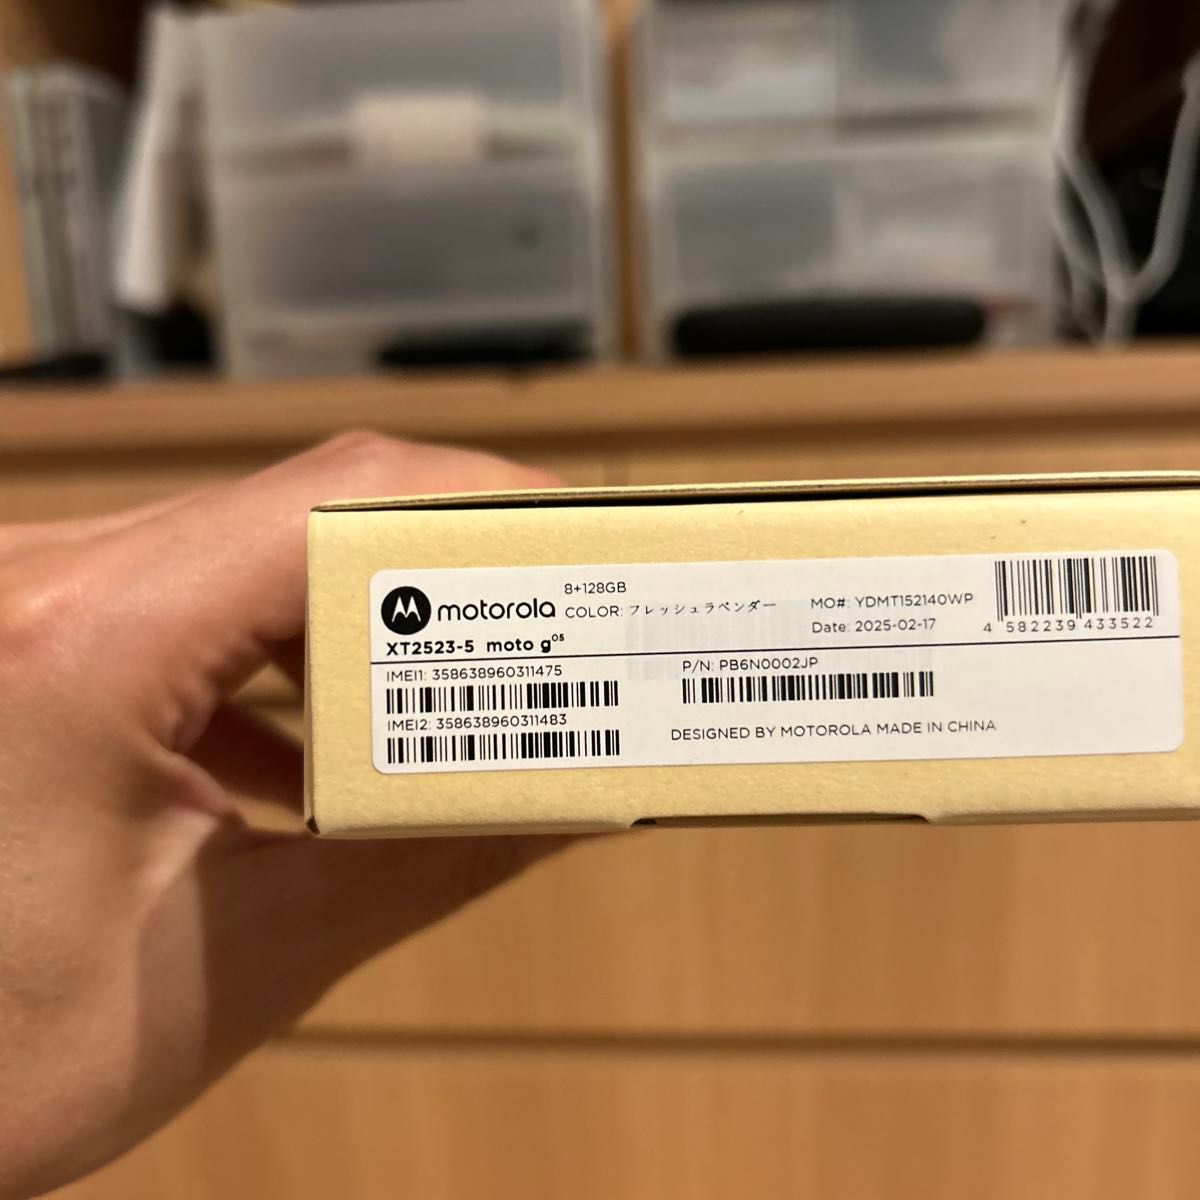 motorola
8+128GB
COLOR: フレッシュラベンダー
XT2523-5 moto g05
MO#: YDMT152140WP
Date: 2025-02-17
4 582239 433522
IMEI1: 358638960311475
IMEI2: 358638960311483
P/N: PB6N0002JP
DESIGNED BY MOTOROLA MADE IN CHINA